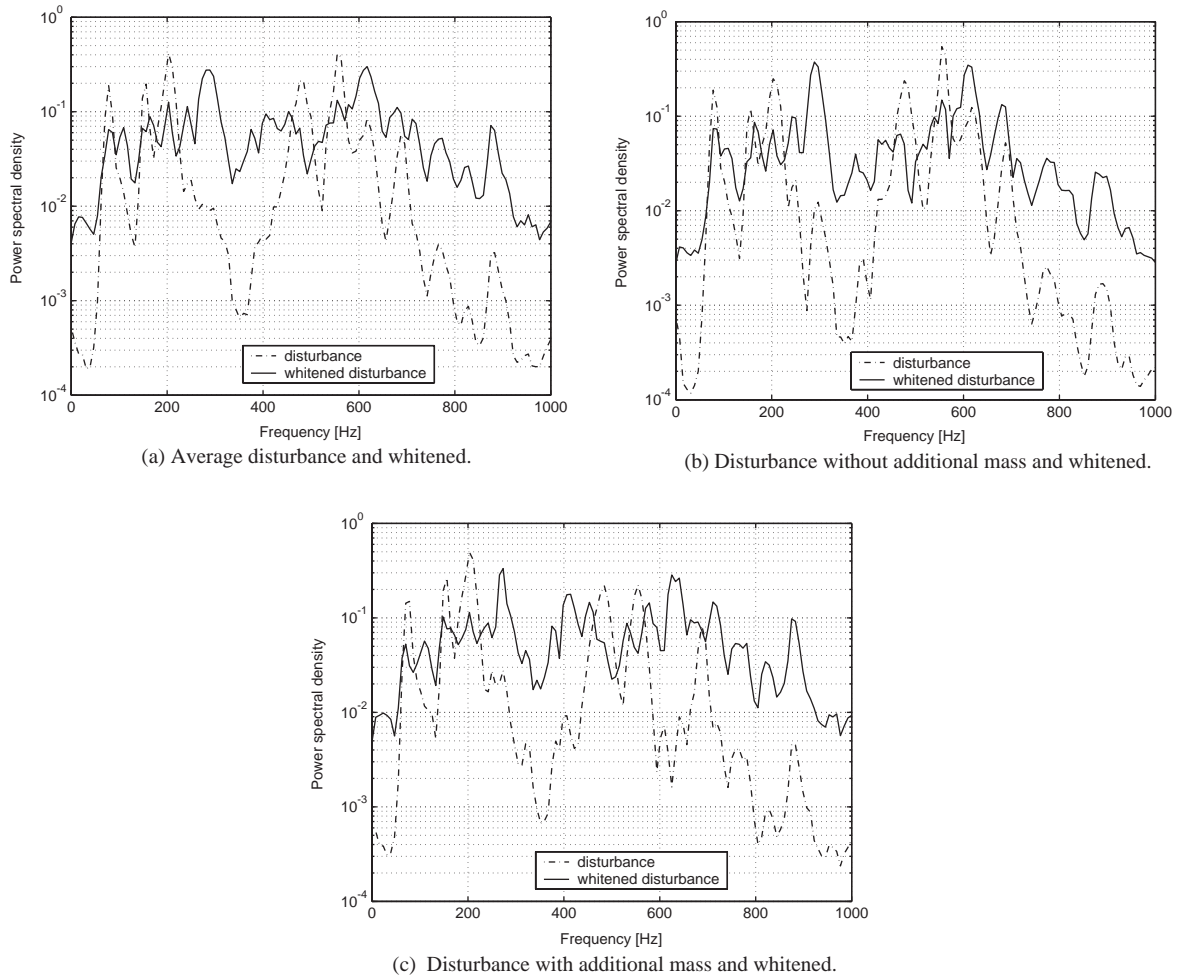 10^0
10^-1
10^-2
10^-3
10^-4
Power spectral density
disturbance
whitened disturbance
0 200 400 600 800 1000
Frequency [Hz]
(a) Average disturbance and whitened.
10^0
10^-1
10^-2
10^-3
10^-4
Power spectral density
disturbance
whitened disturbance
0 200 400 600 800 1000
Frequency [Hz]
(b) Disturbance without additional mass and whitened.
10^0
10^-1
10^-2
10^-3
10^-4
Power spectral density
disturbance
whitened disturbance
0 200 400 600 800 1000
Frequency [Hz]
(c) Disturbance with additional mass and whitened.